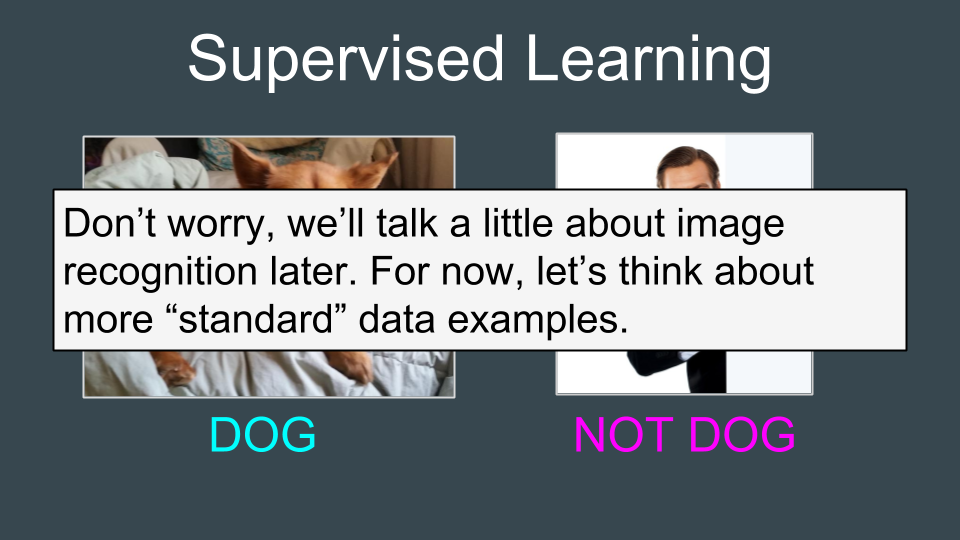 Supervised Learning
Don’t worry, we’ll talk a little about image
recognition later. For now, let’s think about
more “standard” data examples.
DOG
NOT DOG